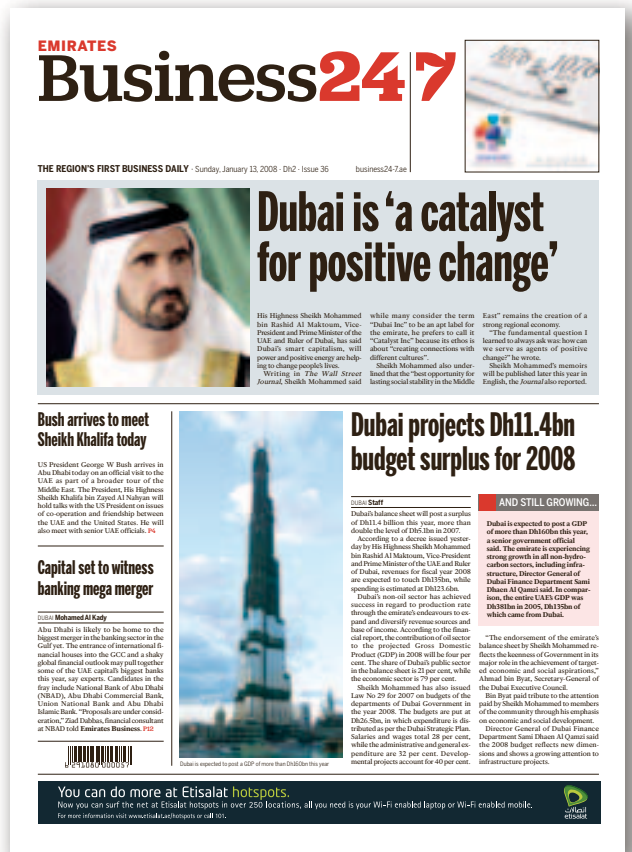 EMIRATES
Business24|7
THE REGION'S FIRST BUSINESS DAILY · Sunday, January 13, 2008 · Dh2 · Issue 36
business24-7.ae
Dubai is 'a catalyst
for positive change'
His Highness Sheikh Mohammed
bin Rashid Al Maktoum, Vice-
President and Prime Minister of the
UAE and Ruler of Dubai, has said
Dubai's smart capitalism, will
power and positive energy are help-
ing to change people's lives.
Writing in The Wall Street
Journal, Sheikh Mohammed said
while many consider the term
"Dubai Inc" to be an apt label for
the emirate, he prefers to call it
"Catalyst Inc" because its ethos is
about "creating connections with
different cultures".
Sheikh Mohammed also under-
lined that the "best opportunity for
lasting social stability in the Middle
East" remains the creation of a
strong regional economy.
"The fundamental question I
learned to always ask was: how can
we serve as agents of positive
change?" he wrote.
Sheikh Mohammed's memoirs
will be published later this year in
English, the Journal also reported.
Bush arrives to meet
Sheikh Khalifa today
US President George W Bush arrives in
Abu Dhabi today on an official visit to the
UAE as part of a broader tour of the
Middle East. The President, His Highness
Sheikh Khalifa bin Zayed Al Nahyan will
hold talks with the US President on issues
of co-operation and friendship between
the UAE and the United States. He will
also meet with senior UAE officials. P4
Capital set to witness
banking mega merger
DUBAI Mohamed Al Kady
Abu Dhabi is likely to be home to the
biggest merger in the banking sector in the
Gulf yet. The entrance of international fi-
nancial houses into the GCC and a shaky
global financial outlook may pull together
some of the UAE capital's biggest banks
this year, say experts. Candidates in the
fray include National Bank of Abu Dhabi
(NBAD), Abu Dhabi Commercial Bank,
Union National Bank and Abu Dhabi
Islamic Bank. "Proposals are under consid-
eration," Ziad Dabbas, financial consultant
at NBAD told Emirates Business. P12
Dubai is expected to post a GDP of more than Dh160bn this year
Dubai projects Dh11.4bn
budget surplus for 2008
DUBAI Staff
Dubai's balance sheet will post a surplus
of Dh11.4 billion this year, more than
double the level of Dh5.1bn in 2007.
According to a decree issued yester-
day by His Highness Sheikh Mohammed
bin Rashid Al Maktoum, Vice-President
and Prime Minister of the UAE and Ruler
of Dubai, revenues for fiscal year 2008
are expected to touch Dh135bn, while
spending is estimated at Dh123.6bn.
Dubai's non-oil sector has achieved
success in regard to production rate
through the emirate's endeavours to ex-
pand and diversify revenue sources and
base of income. According to the finan-
cial report, the contribution of oil sector
to the projected Gross Domestic
Product (GDP) in 2008 will be four per
cent. The share of Dubai's public sector
in the balance sheet is 21 per cent, while
the economic sector is 79 per cent.
Sheikh Mohammed has also issued
Law No 29 for 2007 on budgets of the
departments of Dubai Government in
the year 2008. The budgets are put at
Dh26.5bn, in which expenditure is dis-
tributed as per the Dubai Strategic Plan.
Salaries and wages total 28 per cent,
while the administrative and general ex-
penditure are 32 per cent. Develop-
mental projects account for 40 per cent.
AND STILL GROWING...
Dubai is expected to post a GDP
of more than Dh160bn this year,
a senior government official
said. The emirate is experiencing
strong growth in all non-hydro-
carbon sectors, including infra-
structure, Director General of
Dubai Finance Department Sami
Dhaen Al Qamzi said. In compar-
ison, the entire UAE's GDP was
Dh381bn in 2005, Dh135bn of
which came from Dubai.
"The endorsement of the emirate's
balance sheet by Sheikh Mohammed re-
flects the keenness of Government in its
major role in the achievement of target-
ed economic and social aspirations,"
Ahmad bin Byat, Secretary-General of
the Dubai Executive Council.
Bin Byat paid tribute to the attention
paid by Sheikh Mohammed to members
of the community through his emphasis
on economic and social development.
Director General of Dubai Finance
Department Sami Dhaen Al Qamzi said
the 2008 budget reflects new dimen-
sions and shows a growing attention to
infrastructure projects.
You can do more at Etisalat hotspots.
Now you can surf the net at Etisalat hotspots in over 250 locations, all you need is your Wi-Fi enabled laptop or Wi-Fi enabled mobile.
For more information visit www.etisalat.ae/hotspots or call 101.
اتصالات
etisalat